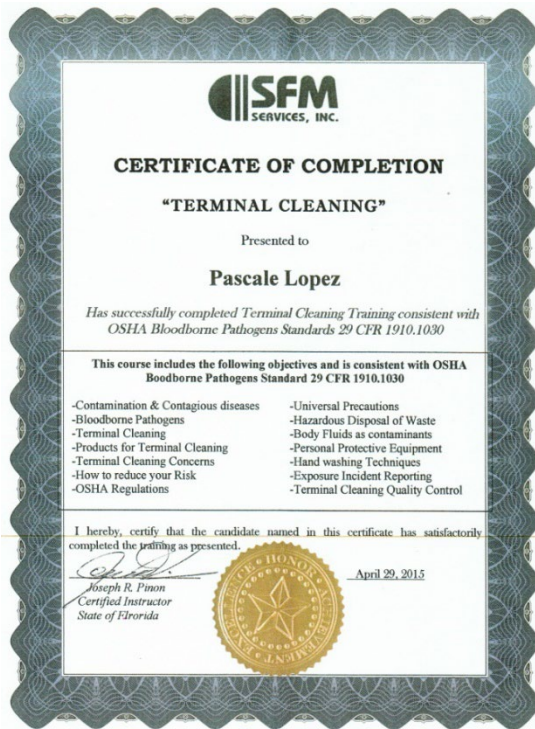 SFM
SERVICES, INC.
CERTIFICATE OF COMPLETION
“TERMINAL CLEANING”
Presented to
Pascale Lopez
Has successfully completed Terminal Cleaning Training consistent with
OSHA Bloodborne Pathogens Standards 29 CFR 1910.1030
This course includes the following objectives and is consistent with OSHA
Boodborne Pathogens Standard 29 CFR 1910.1030
-Contamination & Contagious diseases
-Bloodborne Pathogens
-Terminal Cleaning
-Products for Terminal Cleaning
-Terminal Cleaning Concerns
-How to reduce your Risk
-OSHA Regulations
-Universal Precautions
-Hazardous Disposal of Waste
-Body Fluids as contaminants
-Personal Protective Equipment
-Hand washing Techniques
-Exposure Incident Reporting
-Terminal Cleaning Quality Control
I hereby, certify that the candidate named in this certificate has satisfactorily
completed the training as presented.
Joseph R. Pinon
Certified Instructor
State of Elrorida
April 29, 2015
EXCELLENCE • HONOR • ACHIEVEMENT •